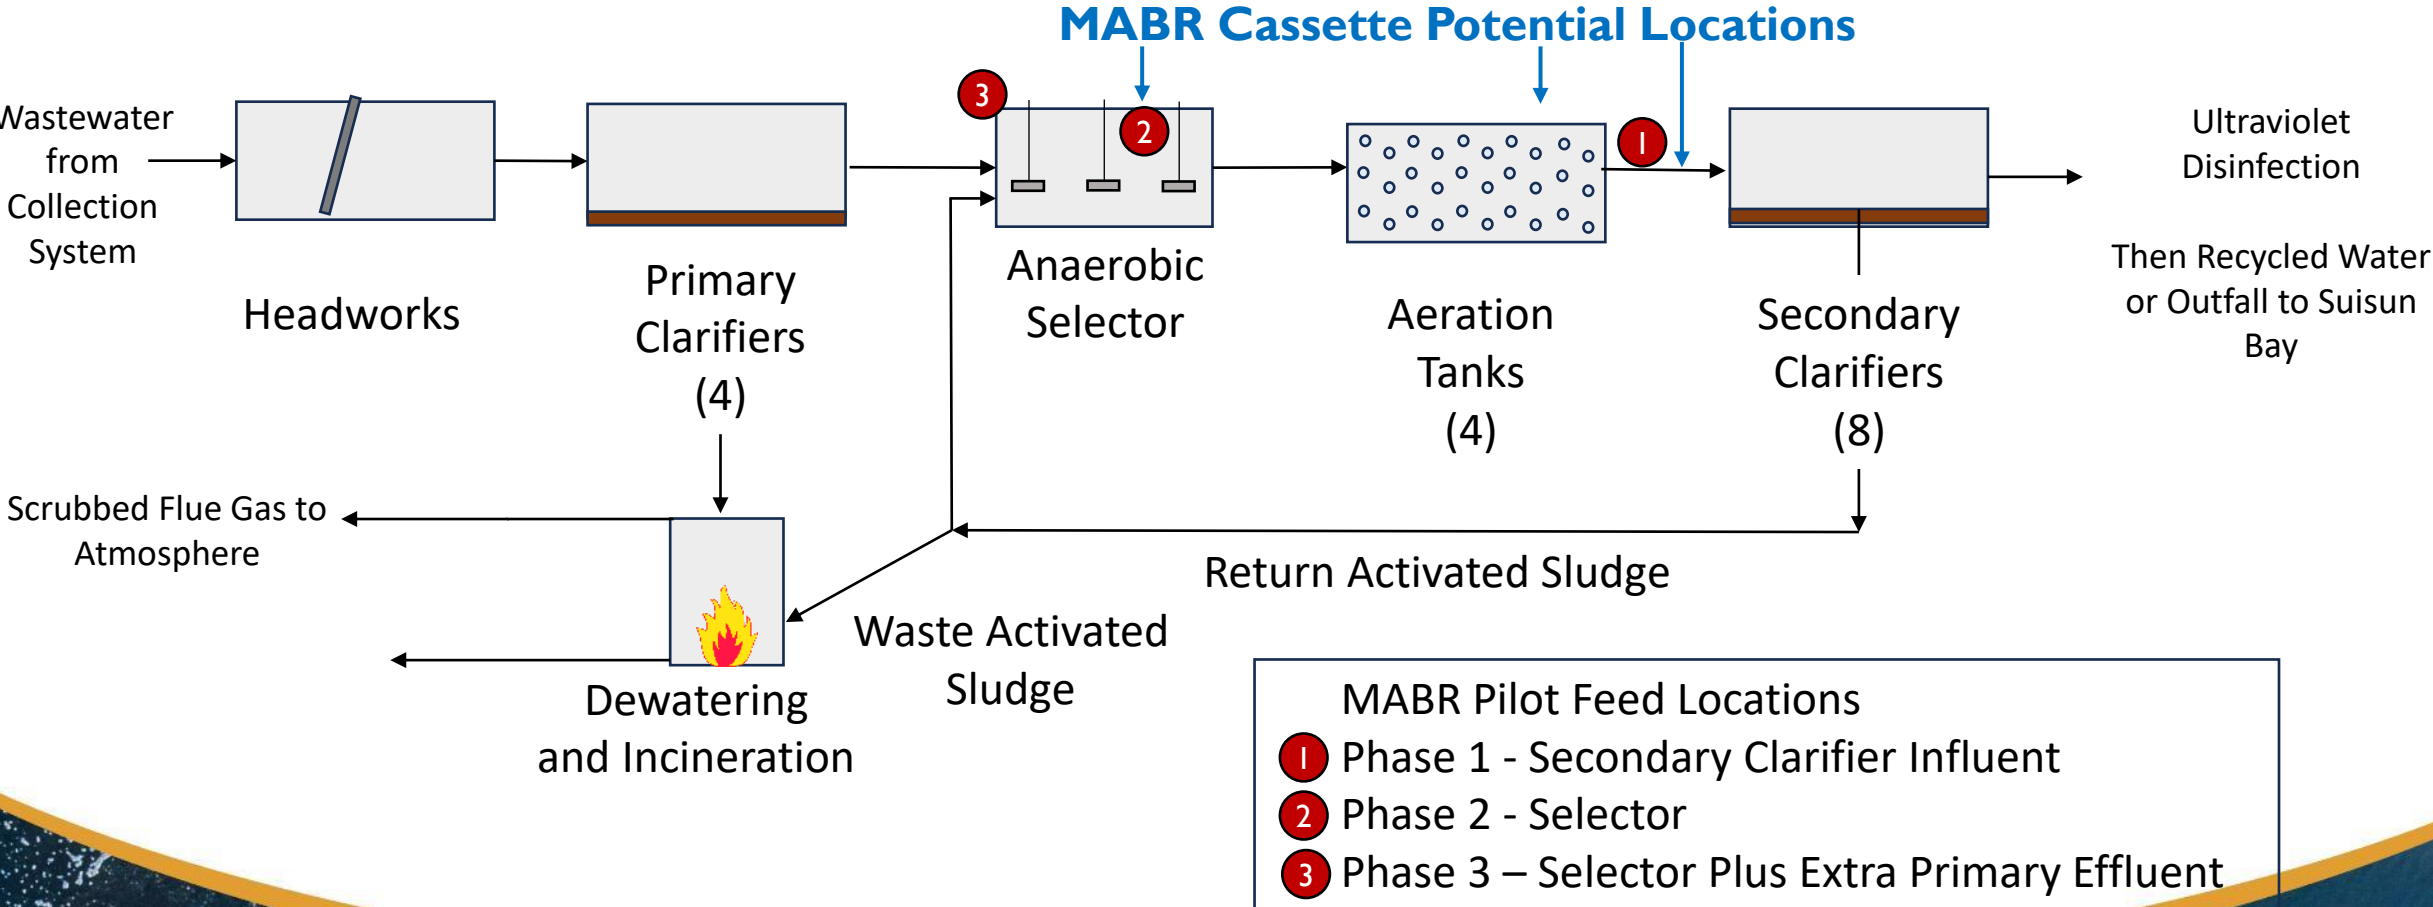 MABR Cassette Potential Locations
3
2
1
Wastewater
from
Collection
System
Headworks
Primary
Clarifiers
(4)
Anaerobic
Selector
Aeration
Tanks
(4)
Secondary
Clarifiers
(8)
Ultraviolet
Disinfection
Then Recycled Water
or Outfall to Suisun
Bay
Scrubbed Flue Gas to
Atmosphere
Return Activated Sludge
Waste Activated
Sludge
Dewatering
and Incineration
MABR Pilot Feed Locations
1 Phase 1 - Secondary Clarifier Influent
2 Phase 2 - Selector
3 Phase 3 – Selector Plus Extra Primary Effluent